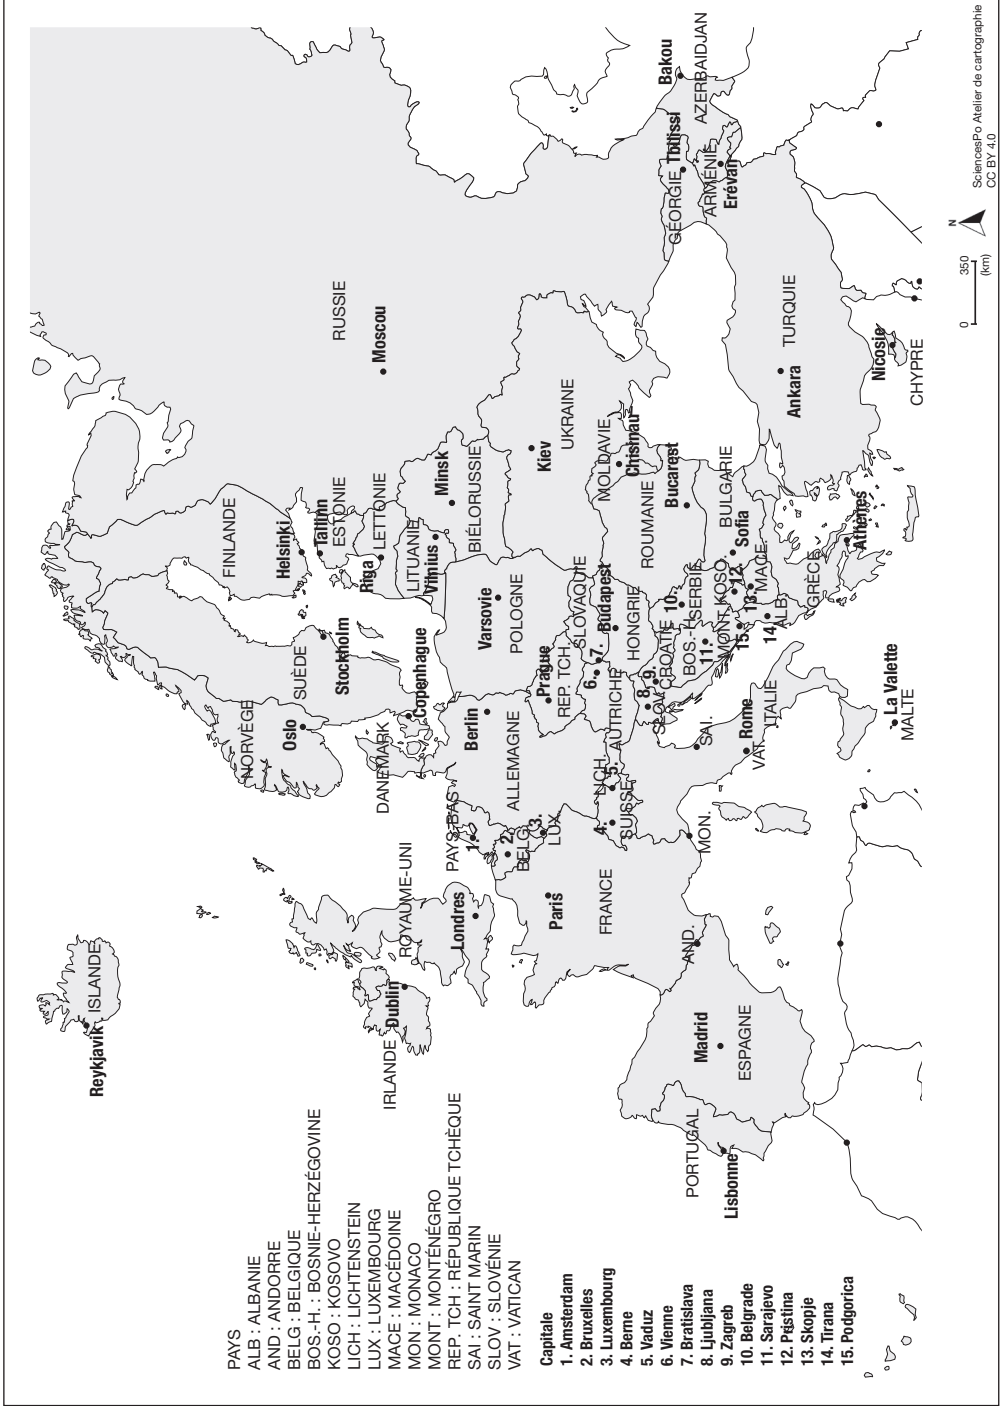 Reykjavik
ISLANDE
NORVÈGE
SUÈDE
FINLANDE
Oslo
Stockholm
Helsinki
Tallinn
ESTONIE
RUSSIE
Moscou
Riga
LETTONIE
IRLANDE
Dublin
ROYAUME-UNI
DANEMARK
Copenhague
LITUANIE
Vilnius
Minsk
BIÉLORUSSIE
Londres
PAYS-BAS
1.
Berlin
ALLEMAGNE
Varsovie
POLOGNE
2.
BELG.
3.
LUX.
Paris
FRANCE
Prague
REP. TCH.
SLOVAQUIE
Kiev
UKRAINE
4.
SUISSE
LICH.
5.
AUTRICHE
6.
7.
Budapest
HONGRIE
MOLDAVIE
Chisinau
ROUMANIE
Bucarest
8.
SLOV.
9.
CROATIE
10.
BOS.-H.
SERBIE
11.
MONT.
KOSO.
12.
BULGARIE
Sofia
13.
MACE.
14.
ALB.
15.
AND.
MON.
SAI.
Rome
VAT.
ITALIE
PORTUGAL
Lisbonne
Madrid
ESPAGNE
GRÈCE
Athènes
La Valette
MALTE
Ankara
TURQUIE
Nicosie
CHYPRE
GÉORGIE
Tbilissi
ARMÉNIE
Erévan
AZERBAIDJAN
Bakou
PAYS
ALB : ALBANIE
AND : ANDORRE
BELG : BELGIQUE
BOS.-H. : BOSNIE-HERZÉGOVINE
KOSO : KOSOVO
LICH : LICHTENSTEIN
LUX : LUXEMBOURG
MACE : MACÉDOINE
MON : MONACO
MONT : MONTÉNÉGRO
REP. TCH : RÉPUBLIQUE TCHÈQUE
SAI : SAINT MARIN
SLOV : SLOVÉNIE
VAT : VATICAN
Capitale
1. Amsterdam
2. Bruxelles
3. Luxembourg
4. Berne
5. Vaduz
6. Vienne
7. Bratislava
8. Ljubljana
9. Zagreb
10. Belgrade
11. Sarajevo
12. Pristina
13. Skopje
14. Tirana
15. Podgorica
0 350
(km)
N
SciencesPo Atelier de cartographie
CC BY 4.0